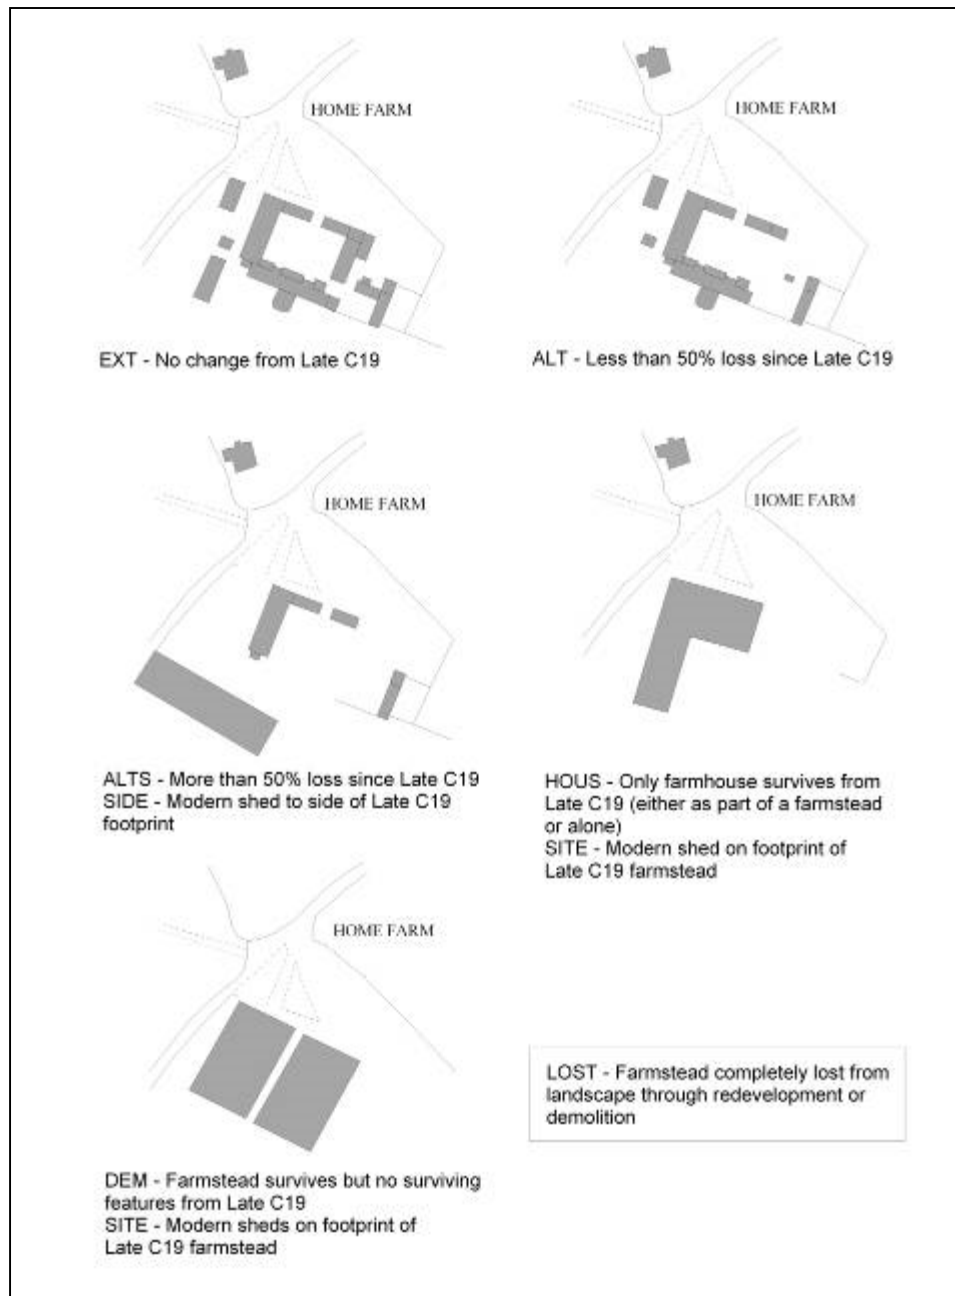 HOME FARM
HOME FARM
EXT - No change from Late C19
ALT - Less than 50% loss since Late C19
HOME FARM
HOME FARM
ALTS - More than 50% loss since Late C19
SIDE - Modern shed to side of Late C19
footprint
HOUS - Only farmhouse survives from
Late C19 (either as part of a farmstead
or alone)
SITE - Modern shed on footprint of
Late C19 farmstead
HOME FARM
LOST - Farmstead completely lost from
landscape through redevelopment or
demolition
DEM - Farmstead survives but no surviving
features from Late C19
SITE - Modern sheds on footprint of
Late C19 farmstead